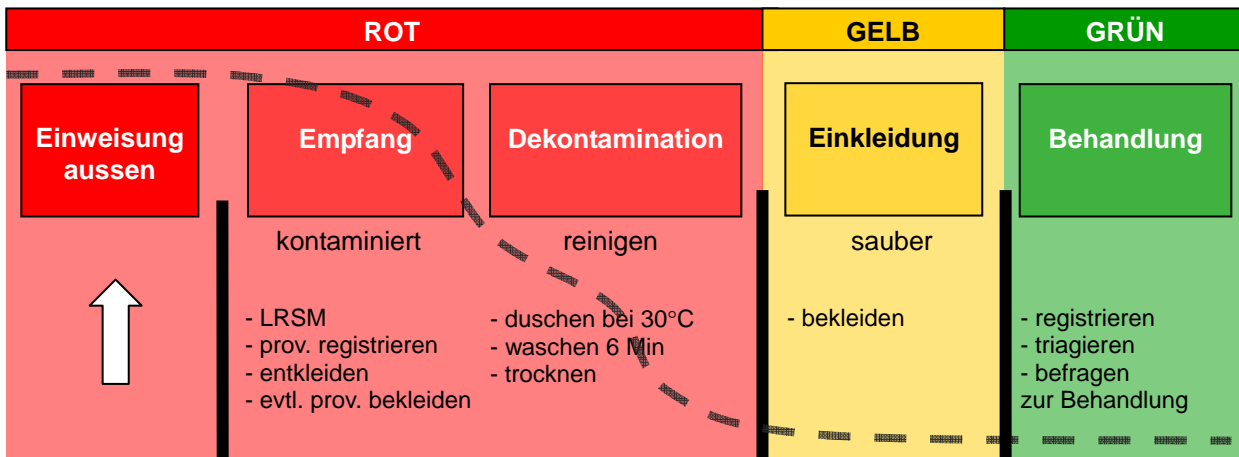 ROT
GELB
GRÜN
Einweisung
aussen
Empfang
Dekontamination
Einkleidung
Behandlung
kontaminiert
reinigen
sauber
- LRSM
- prov. registrieren
- entkleiden
- evtl. prov. bekleiden
- duschen bei 30°C
- waschen 6 Min
- trocknen
- bekleiden
- registrieren
- triagieren
- befragen
zur Behandlung